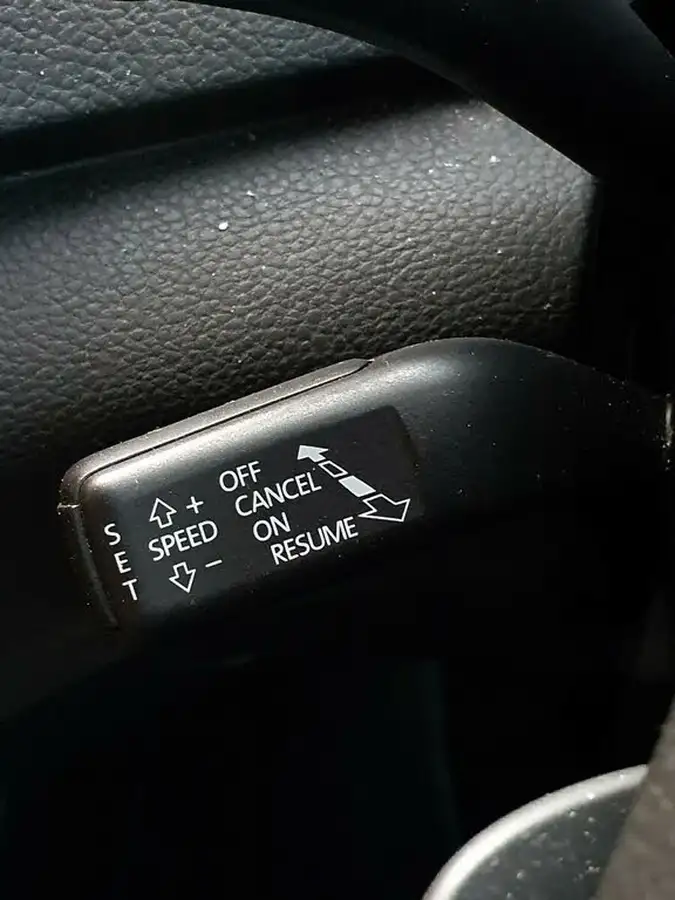 SET
SPEED
+
−
OFF
CANCEL
ON
RESUME